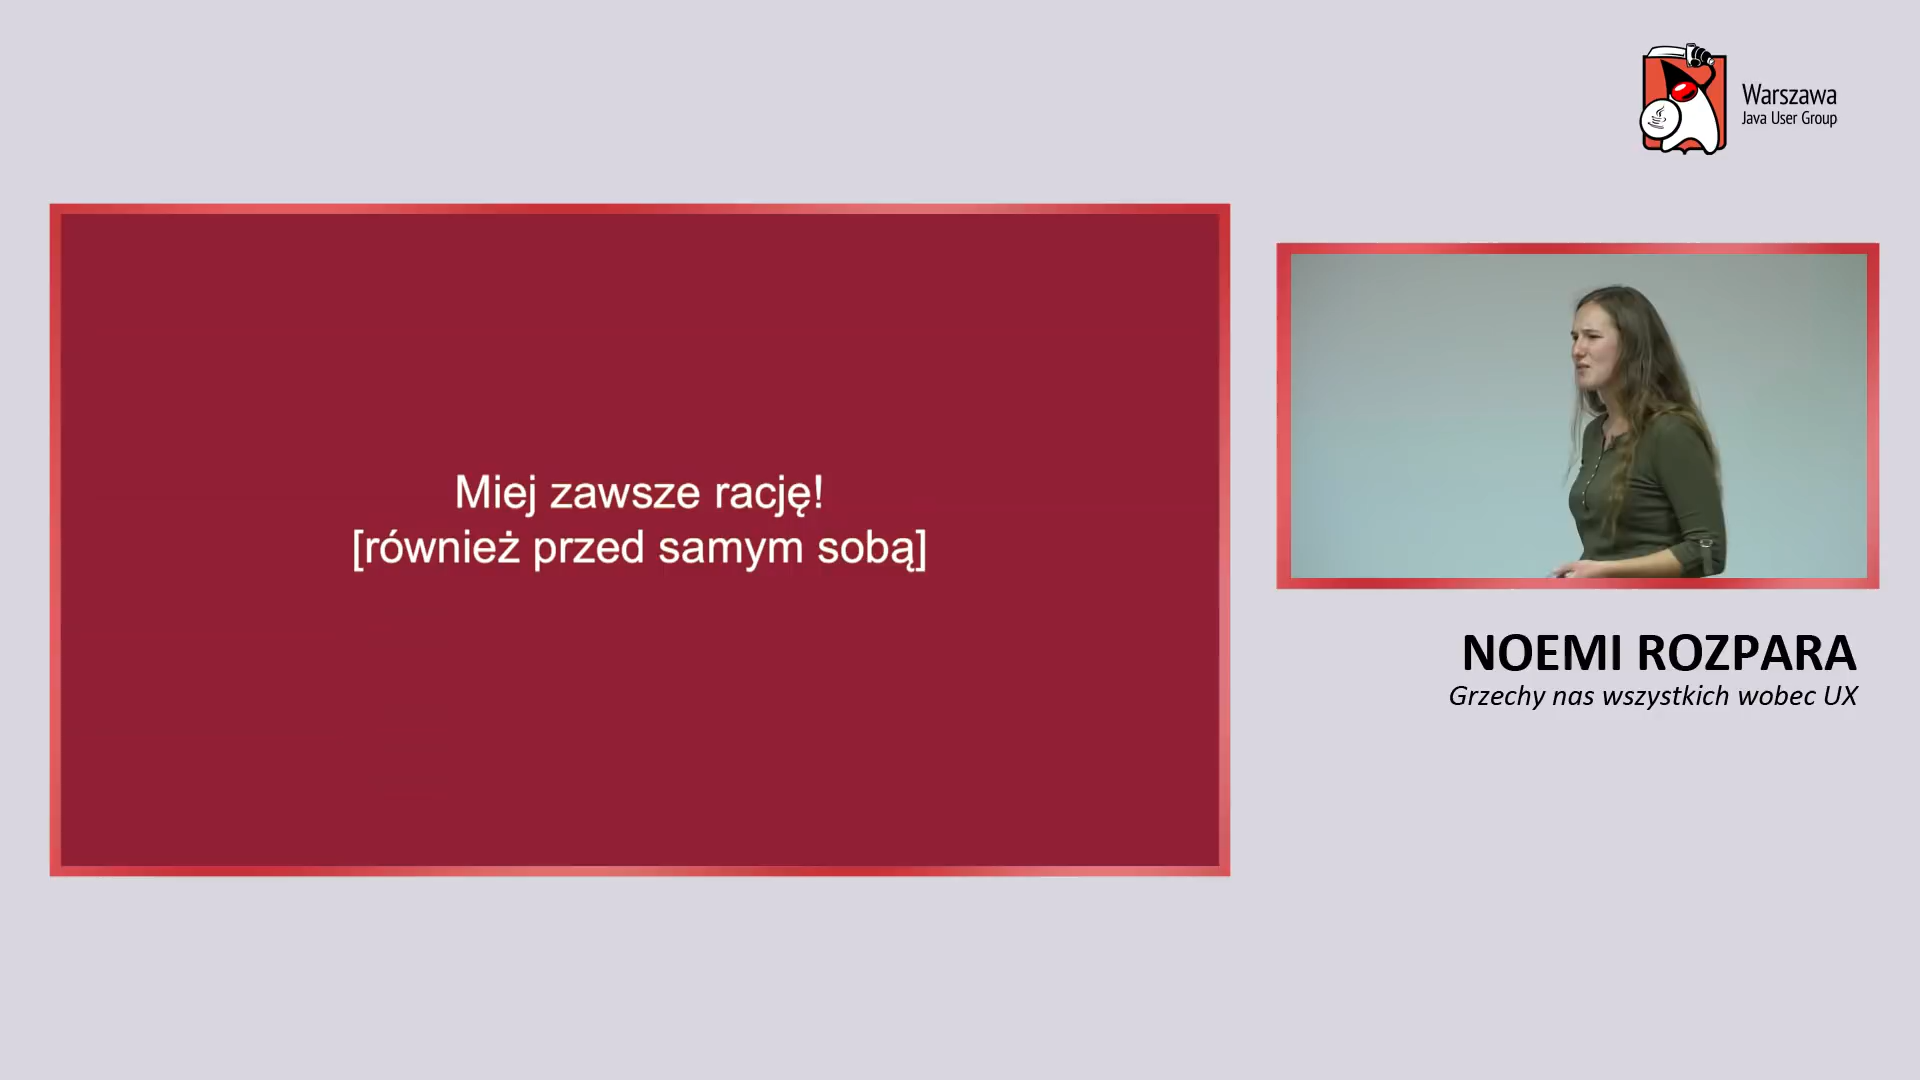 Warszawa
Java User Group
Miej zawsze rację!
[również przed samym sobą]
NOEMI ROZPARA
Grzechy nas wszystkich wobec UX